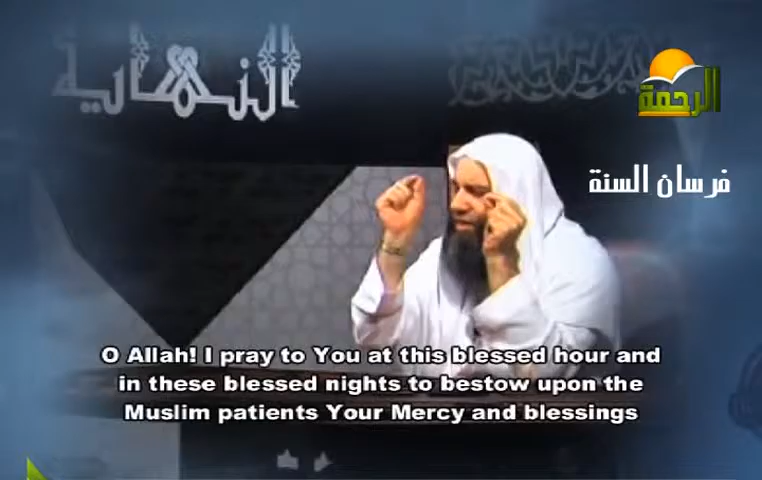 النهاية
الرحمة
فرسان السنة
O Allah! I pray to You at this blessed hour and
in these blessed nights to bestow upon the
Muslim patients Your Mercy and blessings